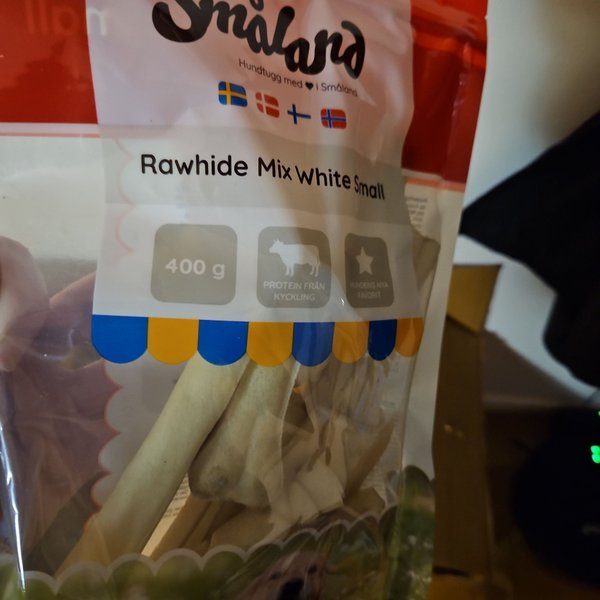 Småland
Hundtugg med ♥ i Småland
Rawhide Mix White Small
400 g
PROTEIN FRÅN
KYCKLING
HUNDENS NYA
FAVORIT